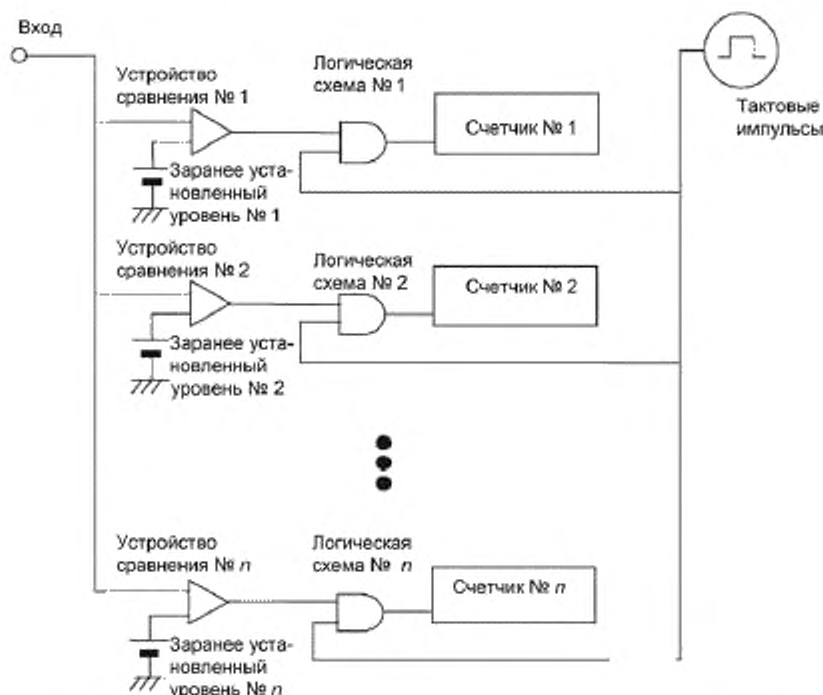 Вход
Устройство
сравнения № 1
Логическая
схема № 1
Счетчик № 1
Тактовые
импульсы
Заранее уста-
новленный
уровень № 1
Устройство
сравнения № 2
Логическая
схема № 2
Счетчик № 2
Заранее уста-
новленный
уровень № 2
Устройство
сравнения № n
Логическая
схема № n
Счетчик № n
Заранее уста-
новленный
уровень № n